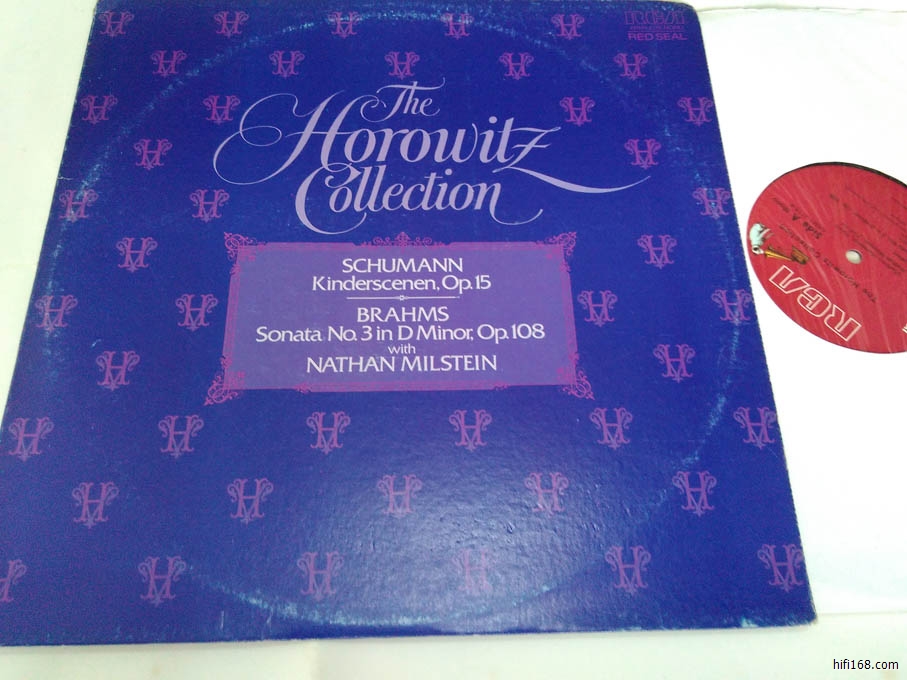 RCA
RED SEAL
The
Horowitz
Collection
SCHUMANN
Kinderscenen, Op. 15
BRAHMS
Sonata No. 3 in D Minor, Op. 108
with
NATHAN MILSTEIN
RCA
Side A
hifi168.com